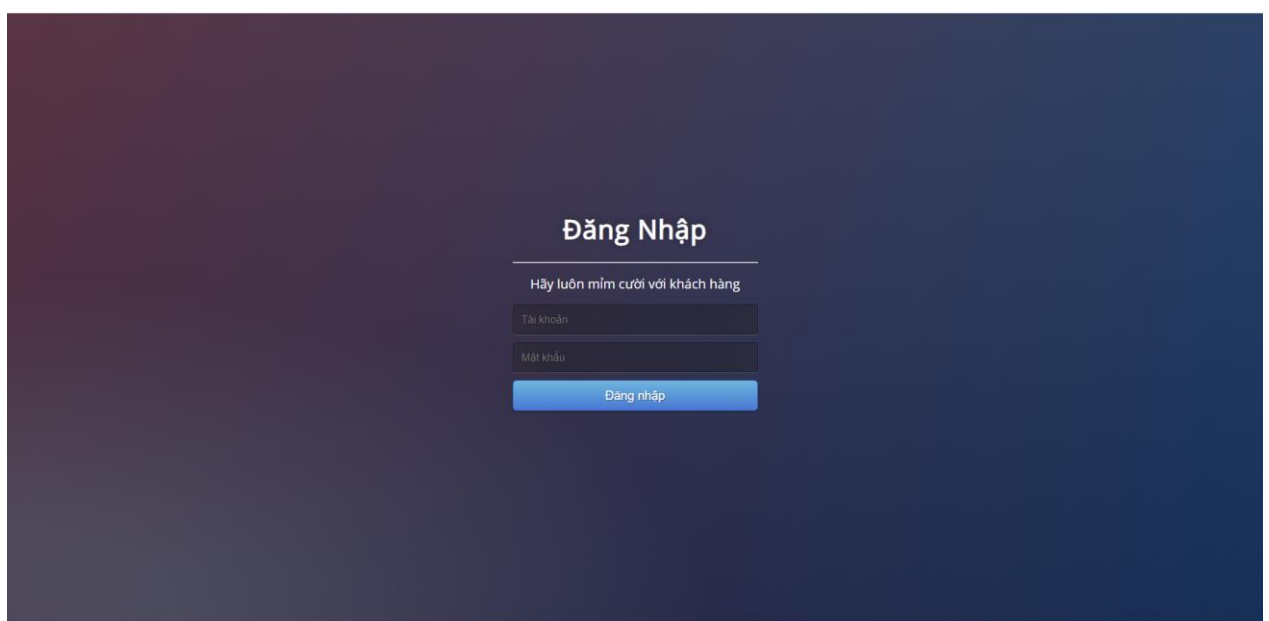 Đăng Nhập
Hãy luôn mỉm cười với khách hàng
Tài khoản
Mật khẩu
Đăng nhập